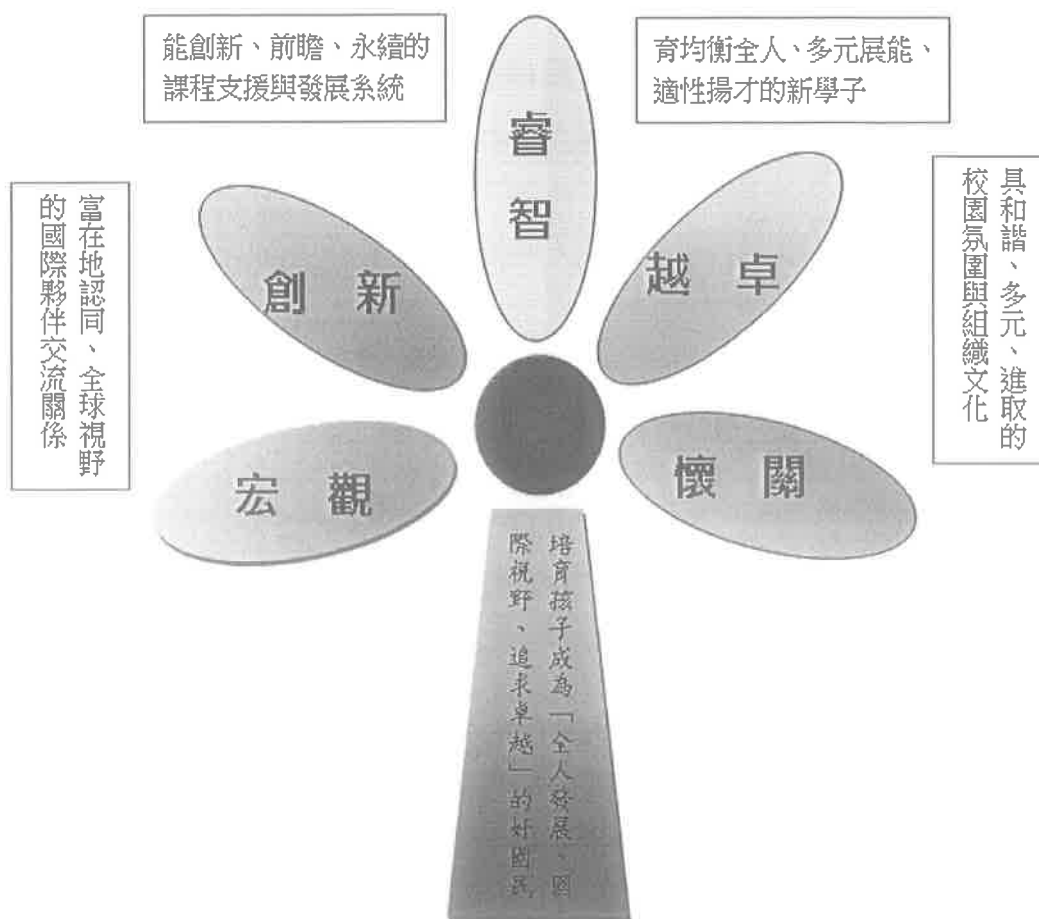 能創新、前瞻、永續的
課程支援與發展系統
育均衡全人、多元展能、
適性揚才的新學子
睿
智
富在地認同、全球視野
的國際夥伴交流關係
創 新
越 卓
具和諧、多元、進取的
校園氛圍與組織文化
宏 觀
懷 關
培育孩子成為「全人發展、國
際視野、追求卓越」的好國民